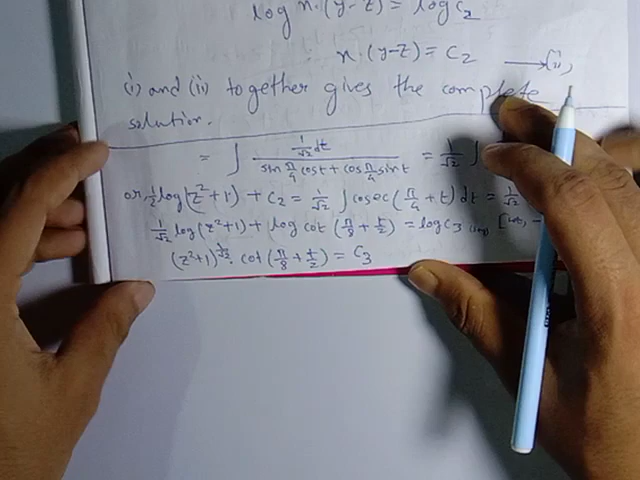 log x.(y-z) = log c₂
x.(y-z) = c₂ → (ii)
(i) and (ii) together gives the complete
solution.
= ∫ (1/√2 dt)/(sin π/4 cos t + cos π/4 sin t) = 1/√2 ∫
or, 1/2 log(z²+1) + c₂ = 1/√2 ∫ cosec(π/4 + t) dt = 1/√2
1/√2 log(z²+1) + log cot (π/8 + t/2) = log c₃
(z²+1)^(1/√2) . cot (π/8 + t/2) = c₃